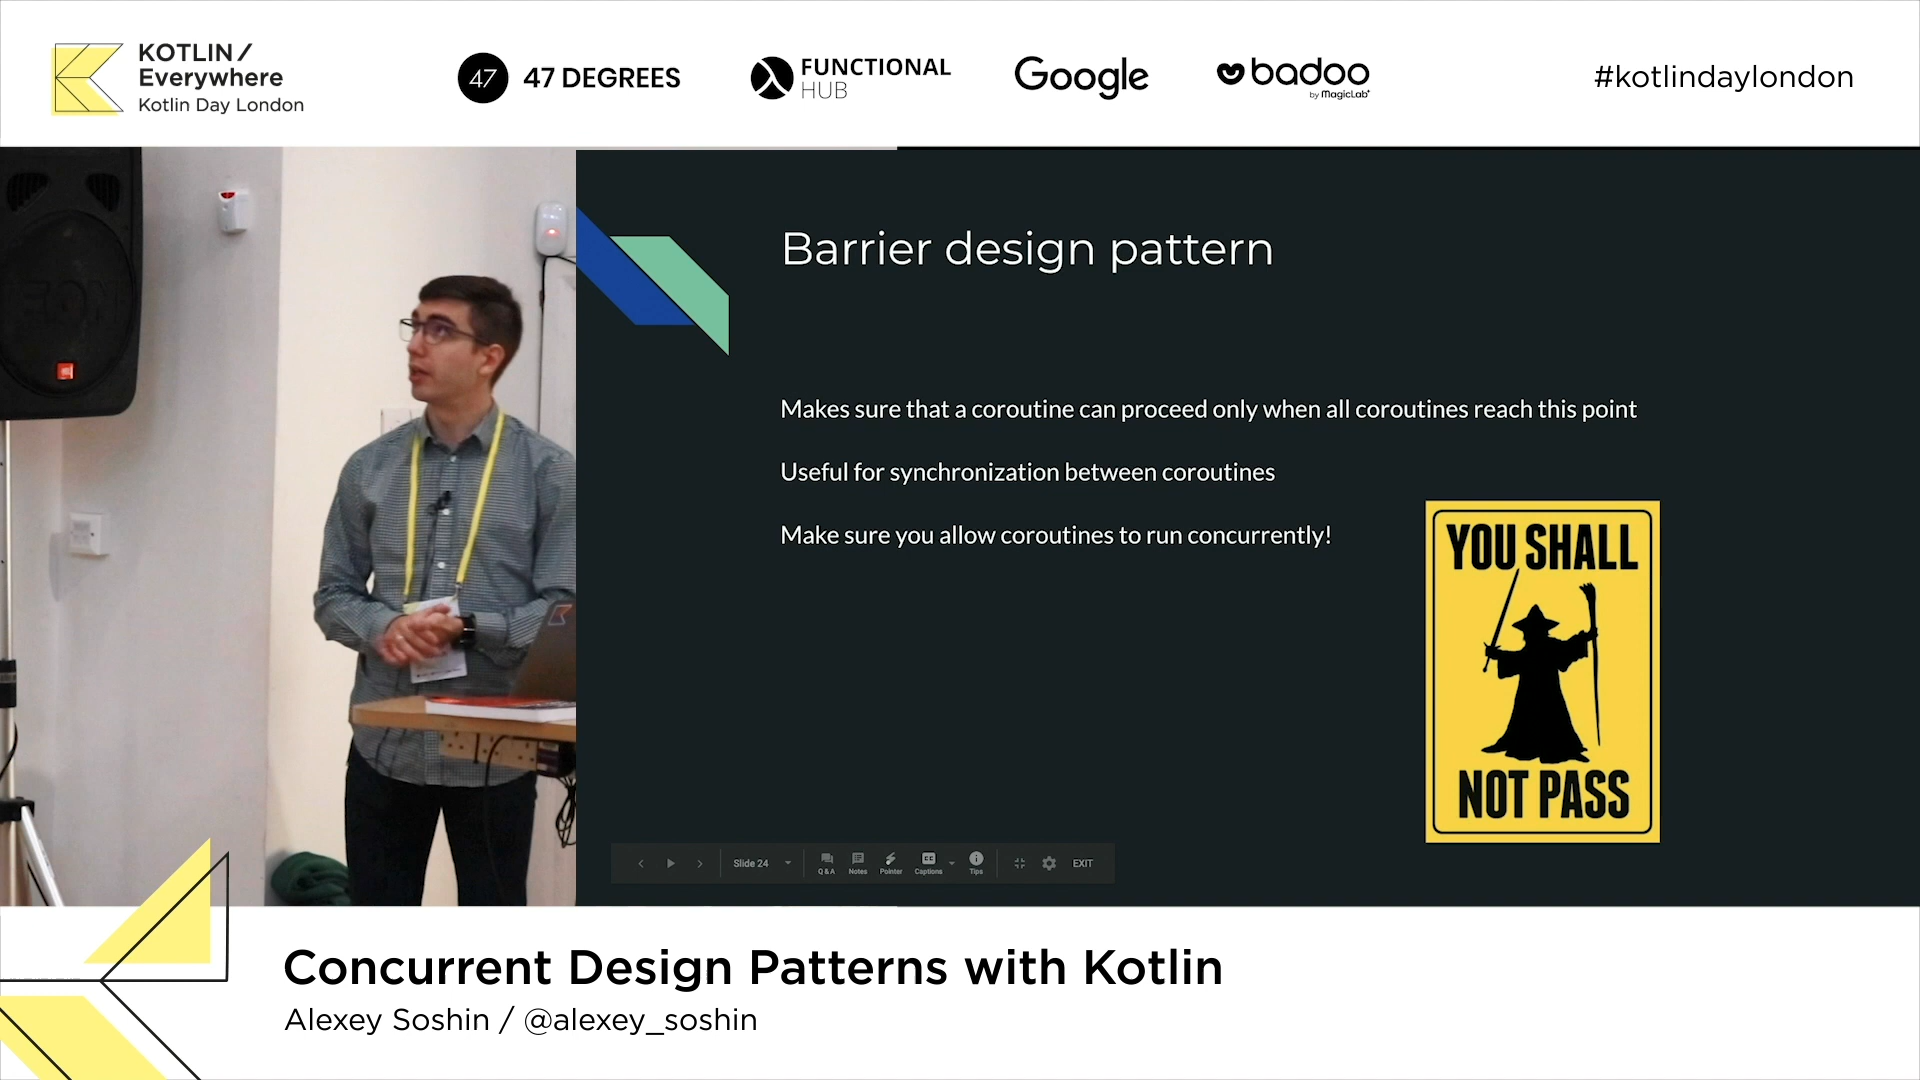 KOTLIN /
Everywhere
Kotlin Day London
47
47 DEGREES
FUNCTIONAL
HUB
Google
badoo
by MagicLab
#kotlindaylondon
Barrier design pattern
Makes sure that a coroutine can proceed only when all coroutines reach this point
Useful for synchronization between coroutines
Make sure you allow coroutines to run concurrently!
YOU SHALL
NOT PASS
Slide 24
Q & A
Notes
Pointer
CC
Captions
Tips
EXIT
Concurrent Design Patterns with Kotlin
Alexey Soshin / @alexey_soshin